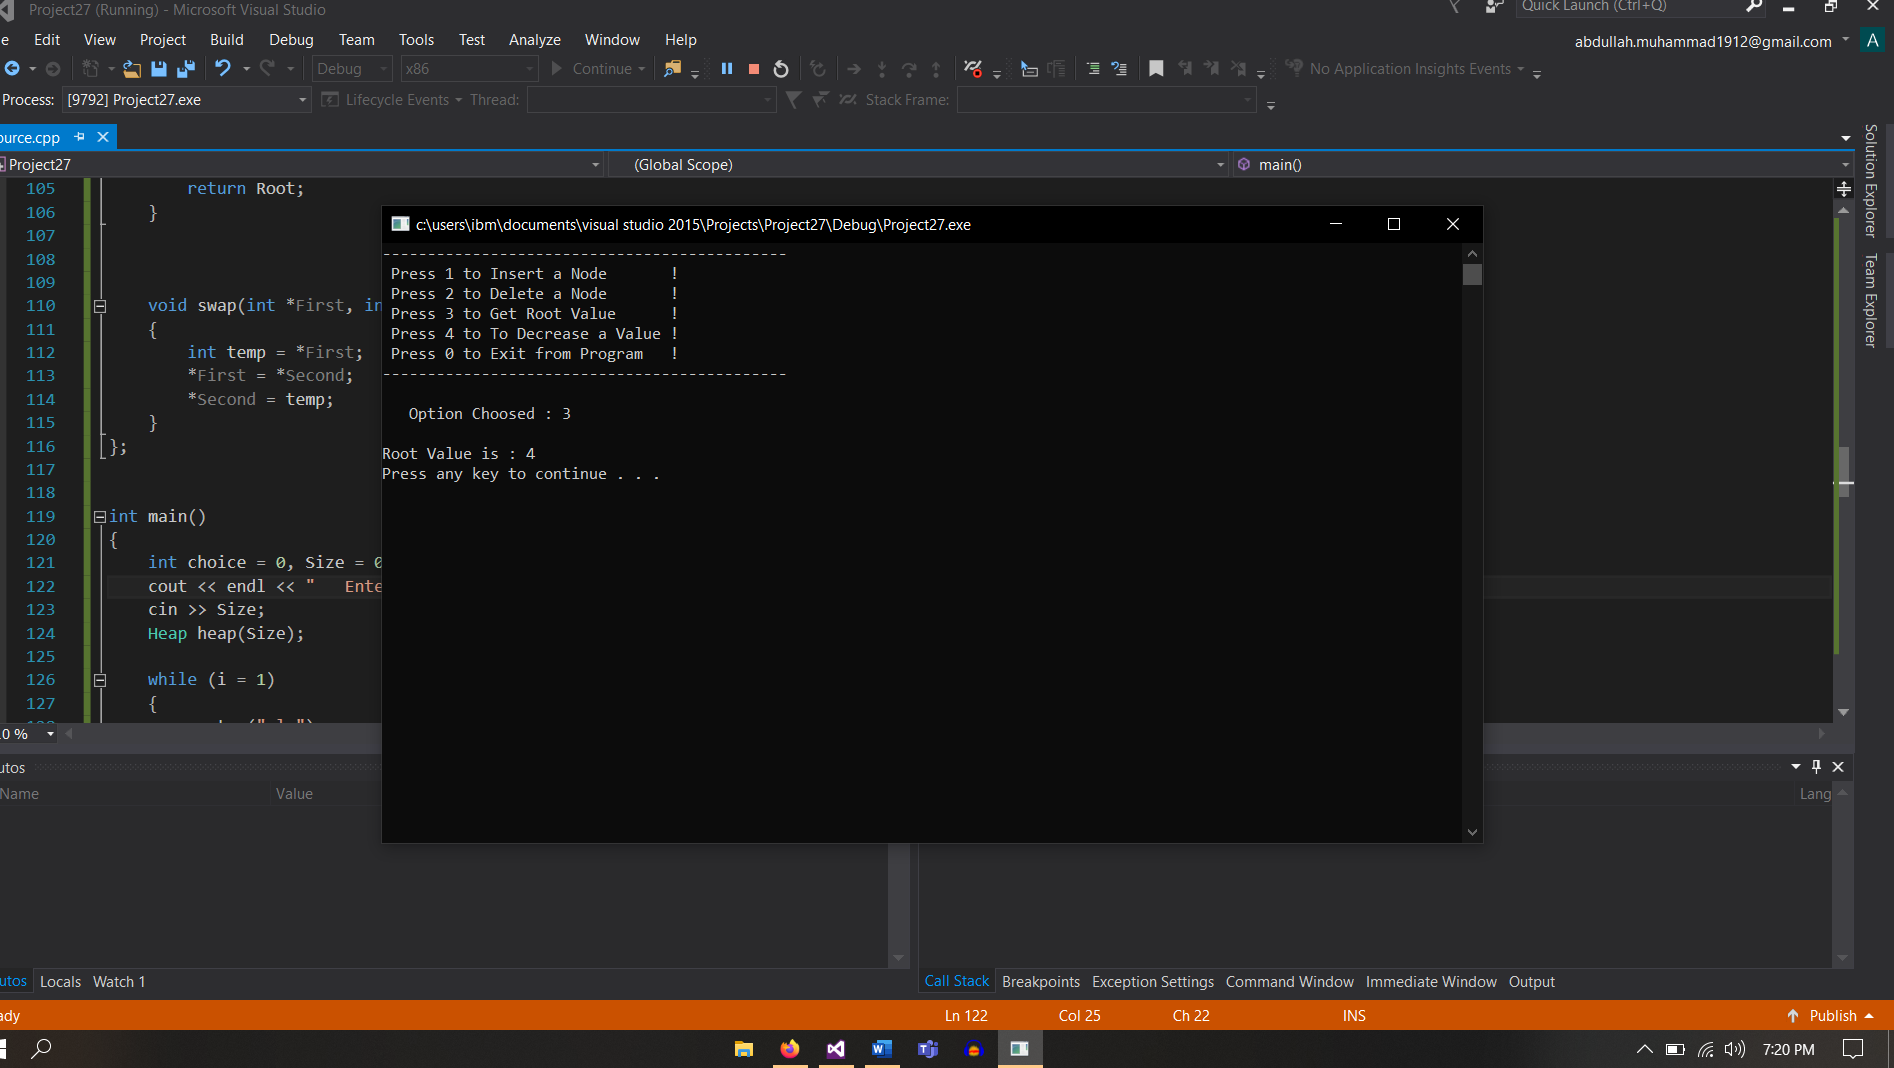 Project27 (Running) - Microsoft Visual Studio
Quick Launch (Ctrl+Q)
e Edit View Project Build Debug Team Tools Test Analyze Window Help
abdullah.muhammad1912@gmail.com A
Debug x86 Continue No Application Insights Events
Process: [9792] Project27.exe Lifecycle Events Thread: Stack Frame:
ource.cpp
Project27 (Global Scope) main()
Solution Explorer
Team Explorer
105 return Root;
106 }
107
108
109
110 void swap(int *First, in
111 {
112 int temp = *First;
113 *First = *Second;
114 *Second = temp;
115 }
116 };
117
118
119 int main()
120 {
121 int choice = 0, Size = 0
122 cout << endl << "   Ente
123 cin >> Size;
124 Heap heap(Size);
125
126 while (i = 1)
127 {
c:\users\ibm\documents\visual studio 2015\Projects\Project27\Debug\Project27.exe
---------------------------------------------
Press 1 to Insert a Node !
Press 2 to Delete a Node !
Press 3 to Get Root Value !
Press 4 to To Decrease a Value !
Press 0 to Exit from Program !
---------------------------------------------
Option Choosed : 3
Root Value is : 4
Press any key to continue . . .
.0 %
utos
Name Value Lang
utos Locals Watch 1
Call Stack Breakpoints Exception Settings Command Window Immediate Window Output
ady Ln 122 Col 25 Ch 22 INS Publish
7:20 PM